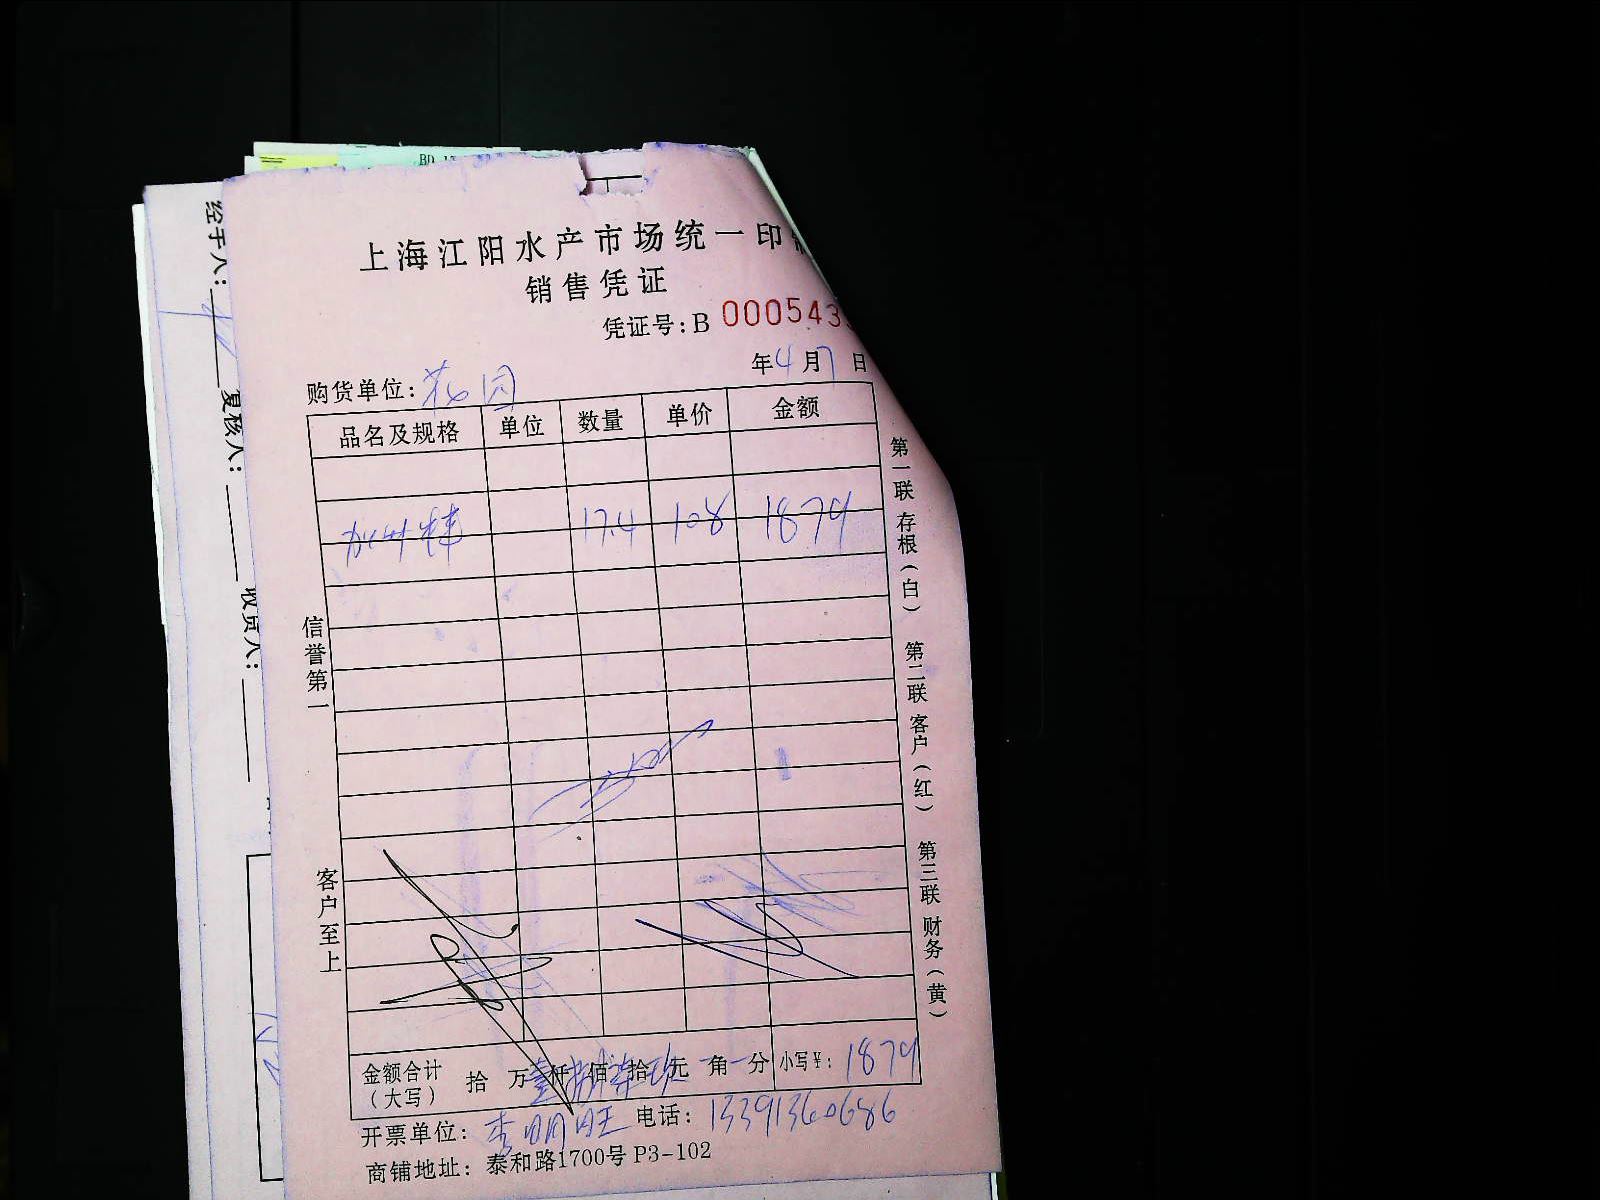 BD
上海江阳水产市场统一印
销售凭证
凭证号:B 000543
年4月7日
购货单位:花园
品名及规格 单位 数量 单价 金额
加州鲈 17.4 108 1879
信誉第一
客户至上
第一联 存根(白) 第二联 客户(红) 第三联 财务(黄)
金额合计(大写) 拾 万 仟 佰 拾 元 角 分 小写¥: 1879
开票单位: 李明旺 电话: 13391360686
商铺地址: 泰和路1700号 P3-102
经手人: 复核人: 收货人: